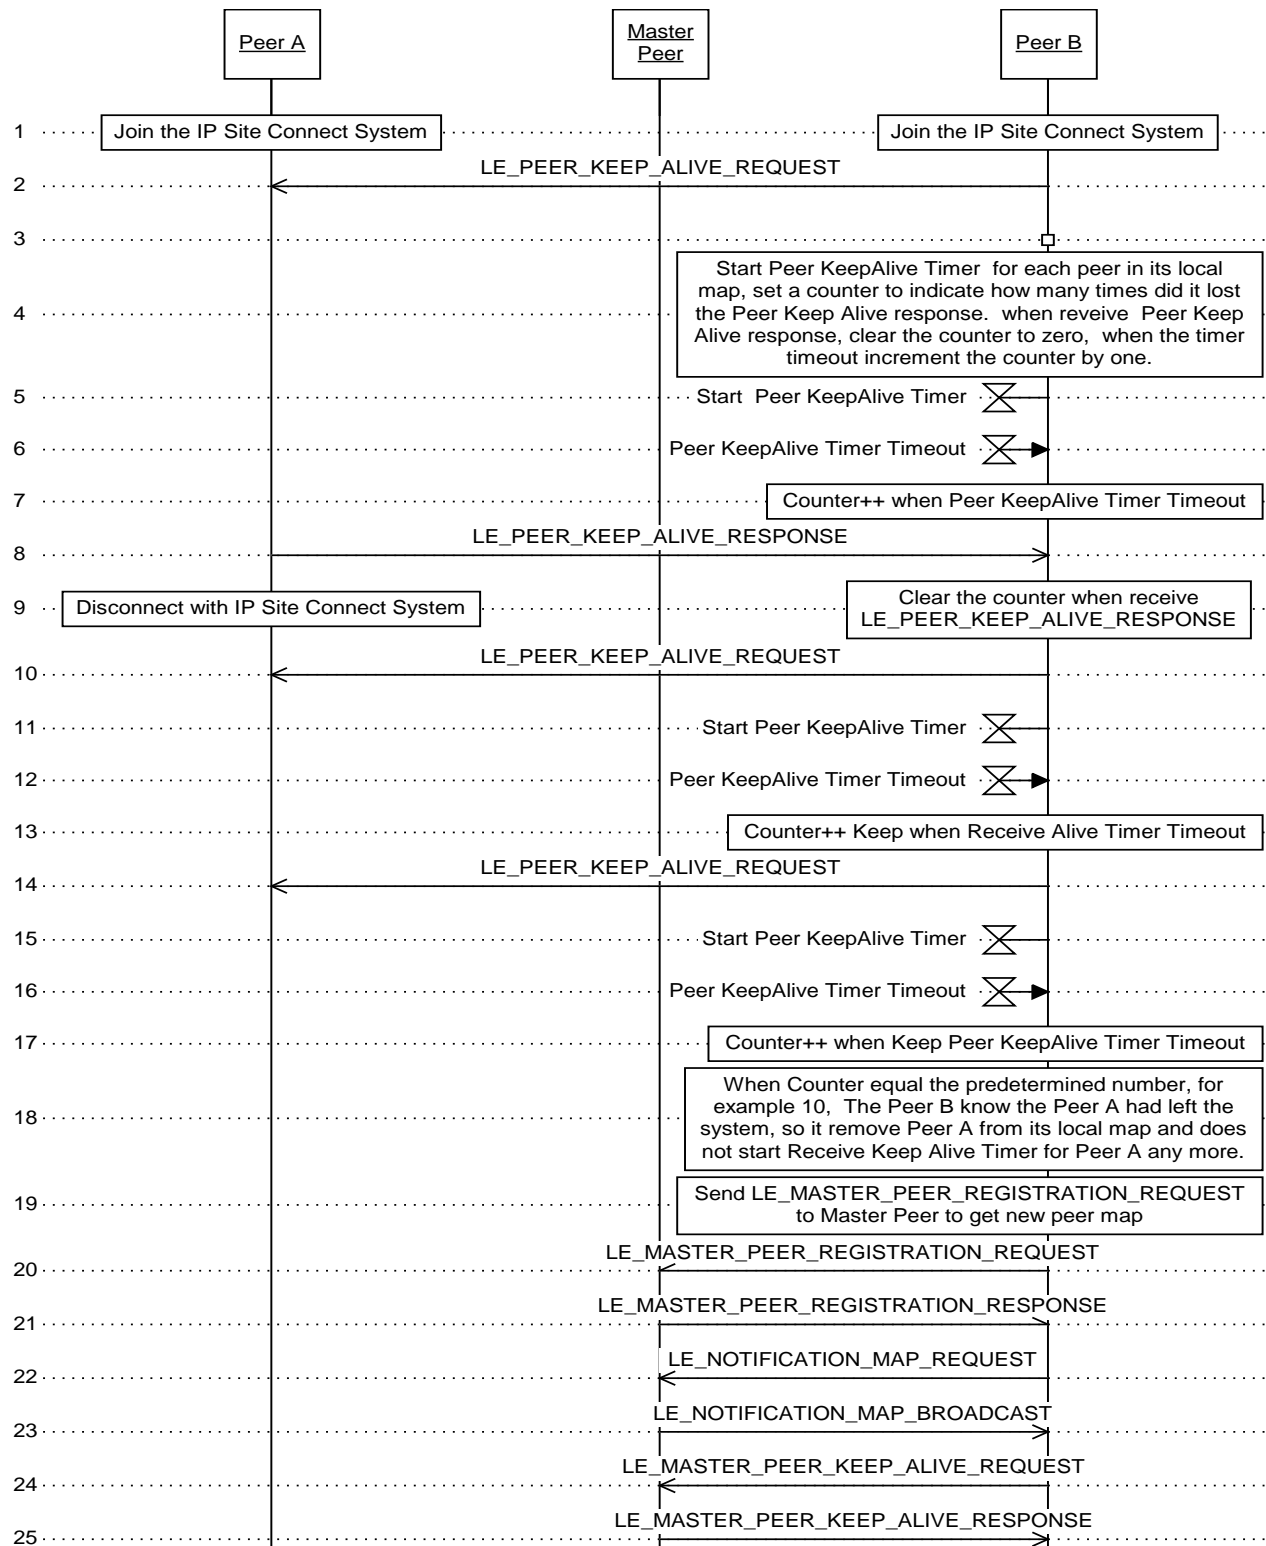 Peer A
Master
Peer
Peer B
1
Join the IP Site Connect System
Join the IP Site Connect System
LE_PEER_KEEP_ALIVE_REQUEST
2
3
Start Peer KeepAlive Timer for each peer in its local
map, set a counter to indicate how many times did it lost
the Peer Keep Alive response. when reveive Peer Keep
Alive response, clear the counter to zero, when the timer
timeout increment the counter by one.
4
5
Start Peer KeepAlive Timer
6
Peer KeepAlive Timer Timeout
7
Counter++ when Peer KeepAlive Timer Timeout
LE_PEER_KEEP_ALIVE_RESPONSE
8
9
Disconnect with IP Site Connect System
Clear the counter when receive
LE_PEER_KEEP_ALIVE_RESPONSE
LE_PEER_KEEP_ALIVE_REQUEST
10
11
Start Peer KeepAlive Timer
12
Peer KeepAlive Timer Timeout
13
Counter++ Keep when Receive Alive Timer Timeout
LE_PEER_KEEP_ALIVE_REQUEST
14
15
Start Peer KeepAlive Timer
16
Peer KeepAlive Timer Timeout
17
Counter++ when Keep Peer KeepAlive Timer Timeout
When Counter equal the predetermined number, for
example 10, The Peer B know the Peer A had left the
system, so it remove Peer A from its local map and does
not start Receive Keep Alive Timer for Peer A any more.
18
19
Send LE_MASTER_PEER_REGISTRATION_REQUEST
to Master Peer to get new peer map
LE_MASTER_PEER_REGISTRATION_REQUEST
20
LE_MASTER_PEER_REGISTRATION_RESPONSE
21
LE_NOTIFICATION_MAP_REQUEST
22
LE_NOTIFICATION_MAP_BROADCAST
23
LE_MASTER_PEER_KEEP_ALIVE_REQUEST
24
LE_MASTER_PEER_KEEP_ALIVE_RESPONSE
25